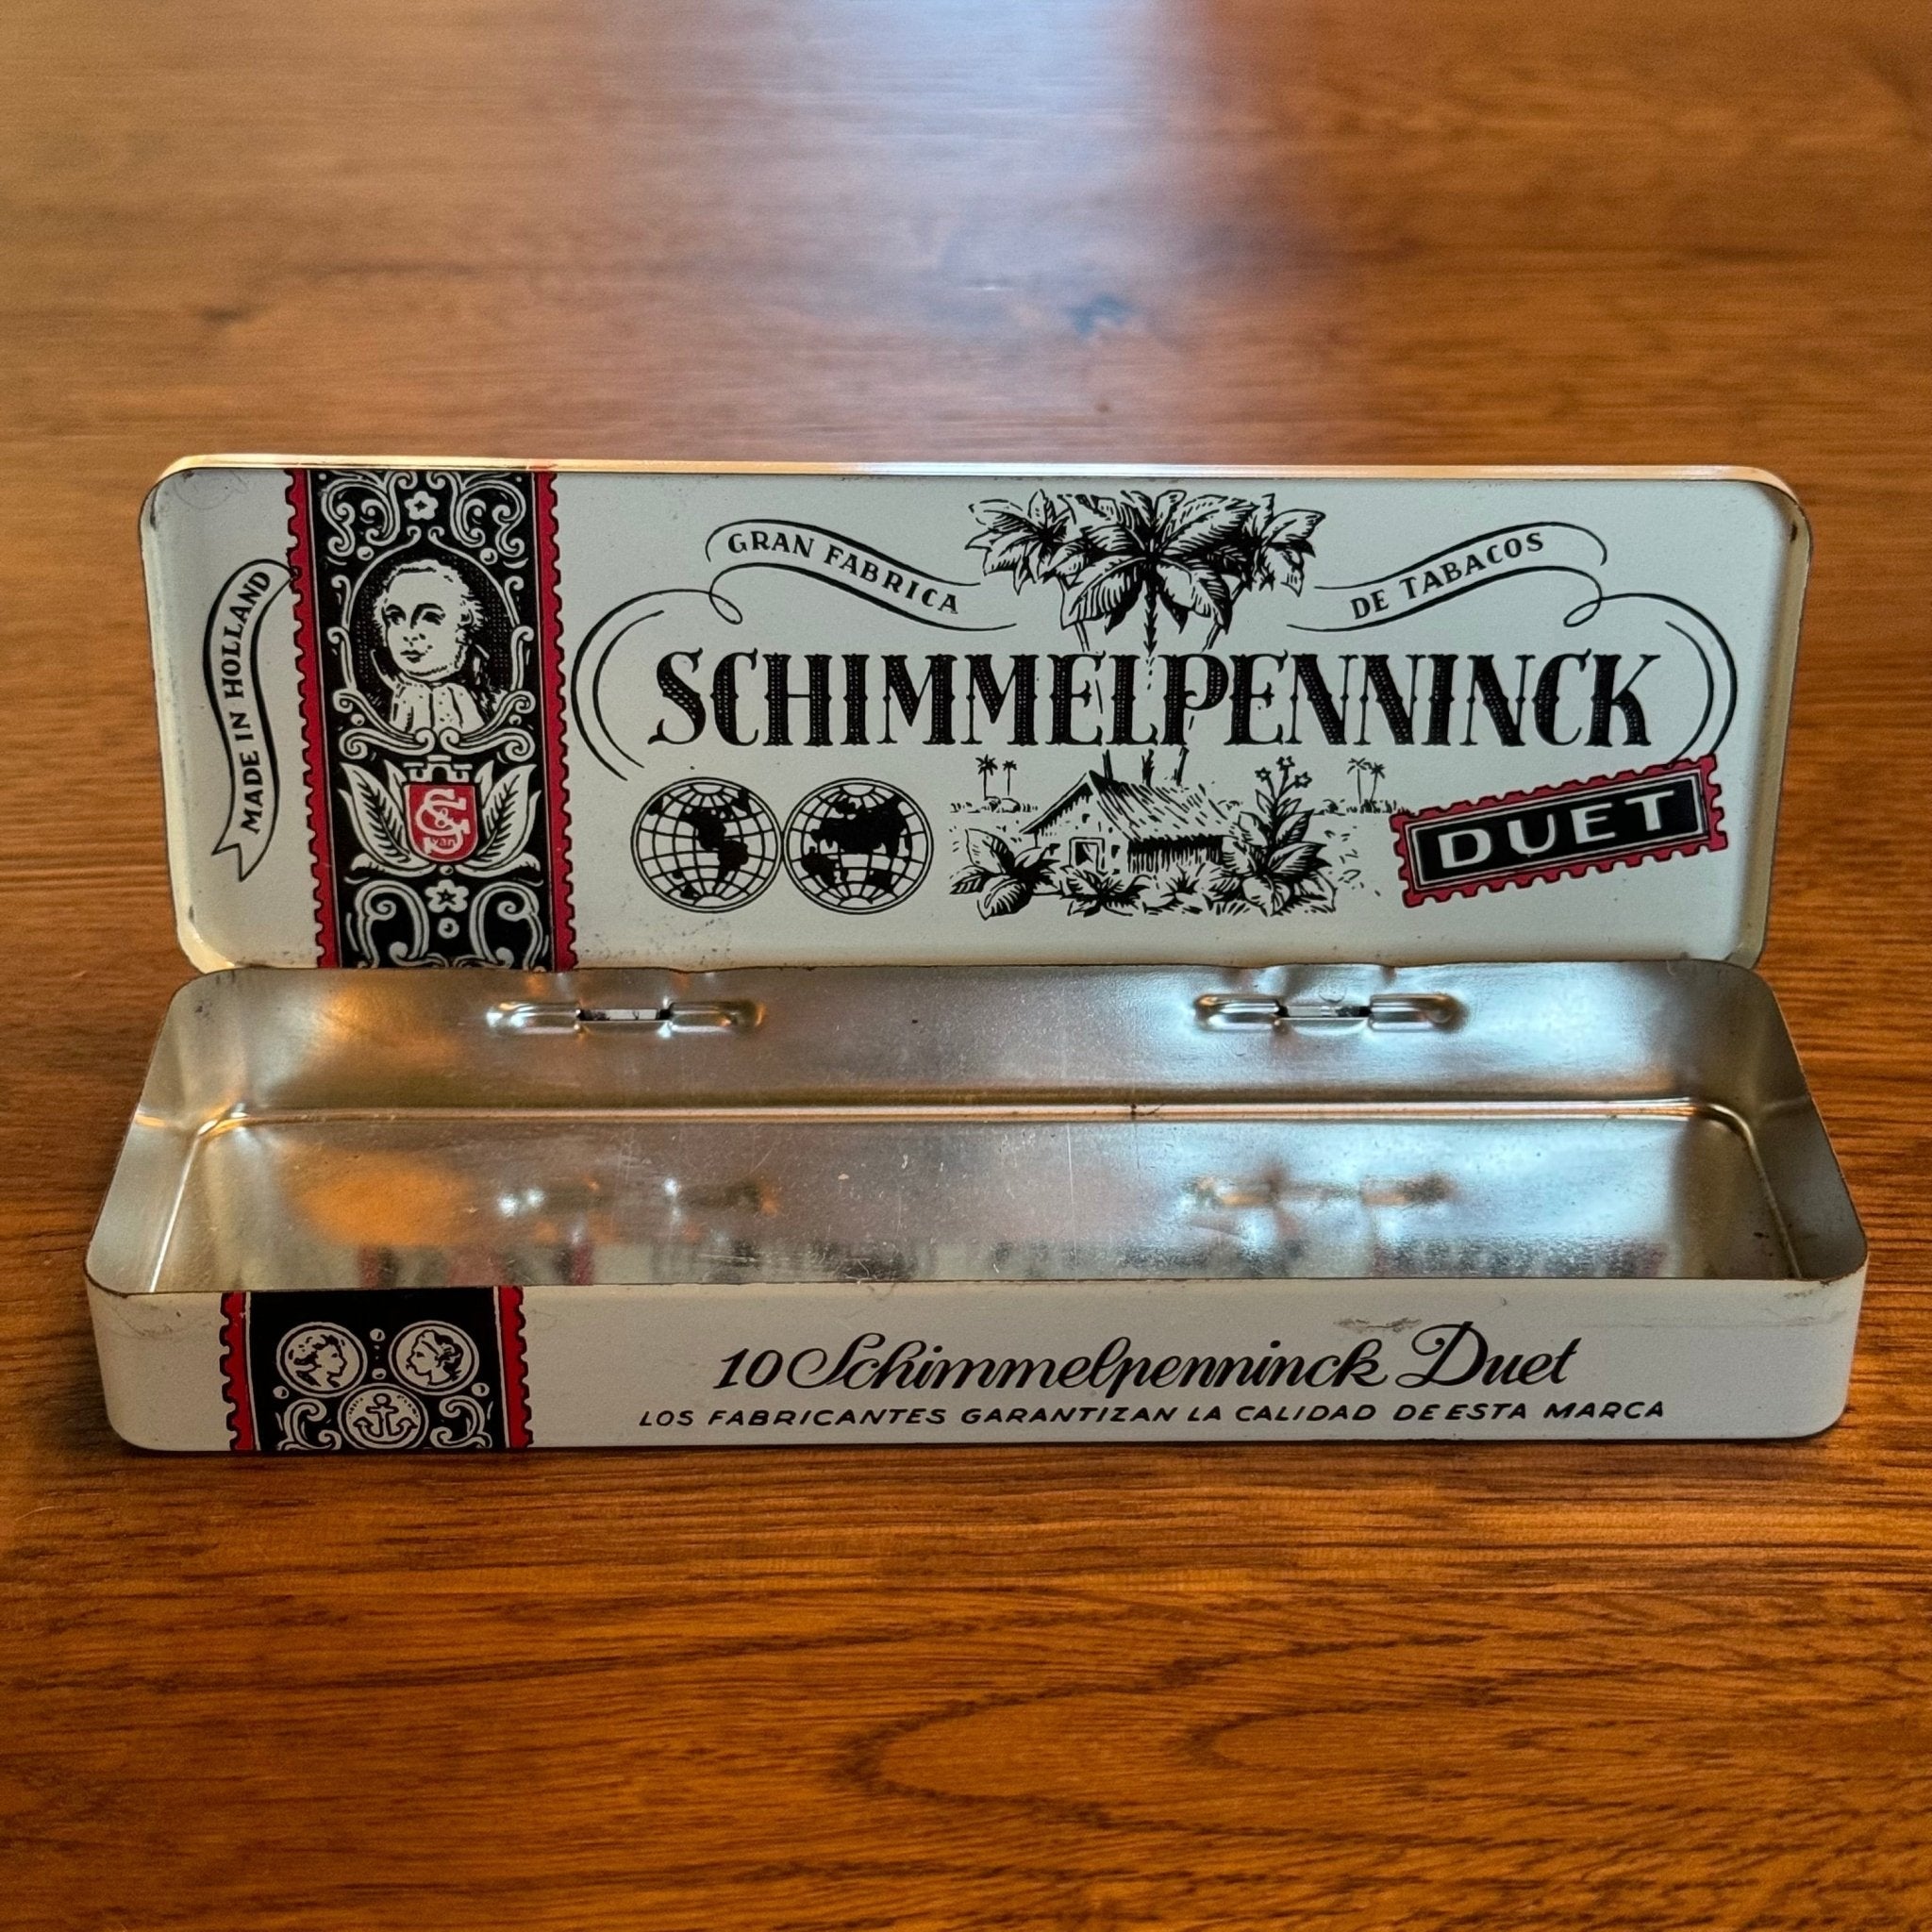 MADE IN HOLLAND
S & van S
GRAN FABRICA DE TABACOS
SCHIMMELPENNINCK
DUET
10 Schimmelpenninck Duet
LOS FABRICANTES GARANTIZAN LA CALIDAD DE ESTA MARCA